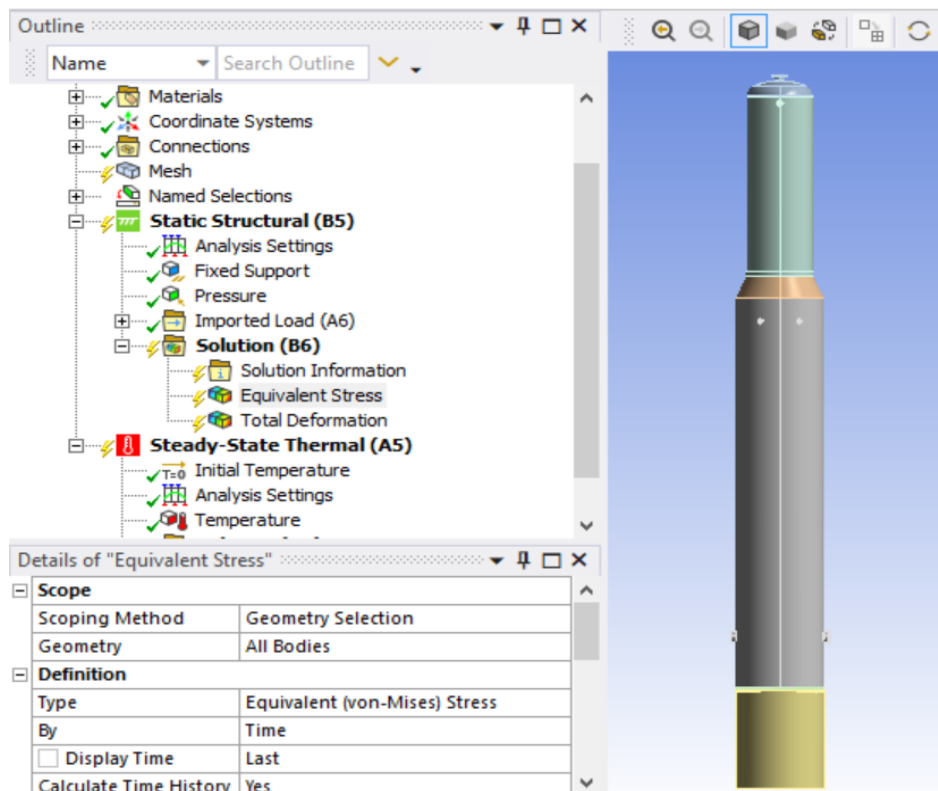 Outline
Name Search Outline
Materials
Coordinate Systems
Connections
Mesh
Named Selections
Static Structural (B5)
Analysis Settings
Fixed Support
Pressure
Imported Load (A6)
Solution (B6)
Solution Information
Equivalent Stress
Total Deformation
Steady-State Thermal (A5)
T=0 Initial Temperature
Analysis Settings
Temperature
Details of "Equivalent Stress"
Scope
Scoping Method Geometry Selection
Geometry All Bodies
Definition
Type Equivalent (von-Mises) Stress
By Time
Display Time Last
Calculate Time History Yes